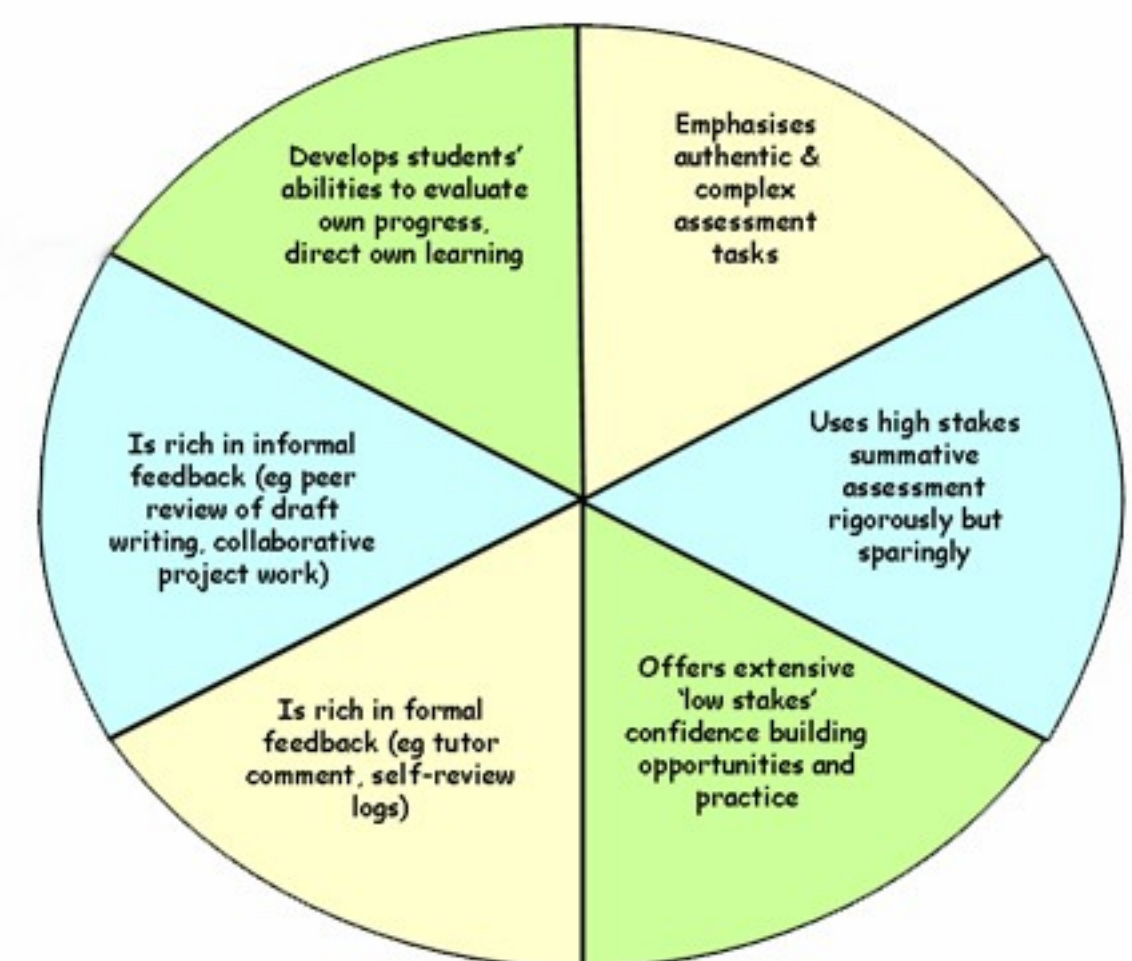 Develops students'
abilities to evaluate
own progress,
direct own learning
Emphasises
authentic &
complex
assessment
tasks
Uses high stakes
summative
assessment
rigorously but
sparingly
Offers extensive
'low stakes'
confidence building
opportunities and
practice
Is rich in formal
feedback (eg tutor
comment, self-review
logs)
Is rich in informal
feedback (eg peer
review of draft
writing, collaborative
project work)